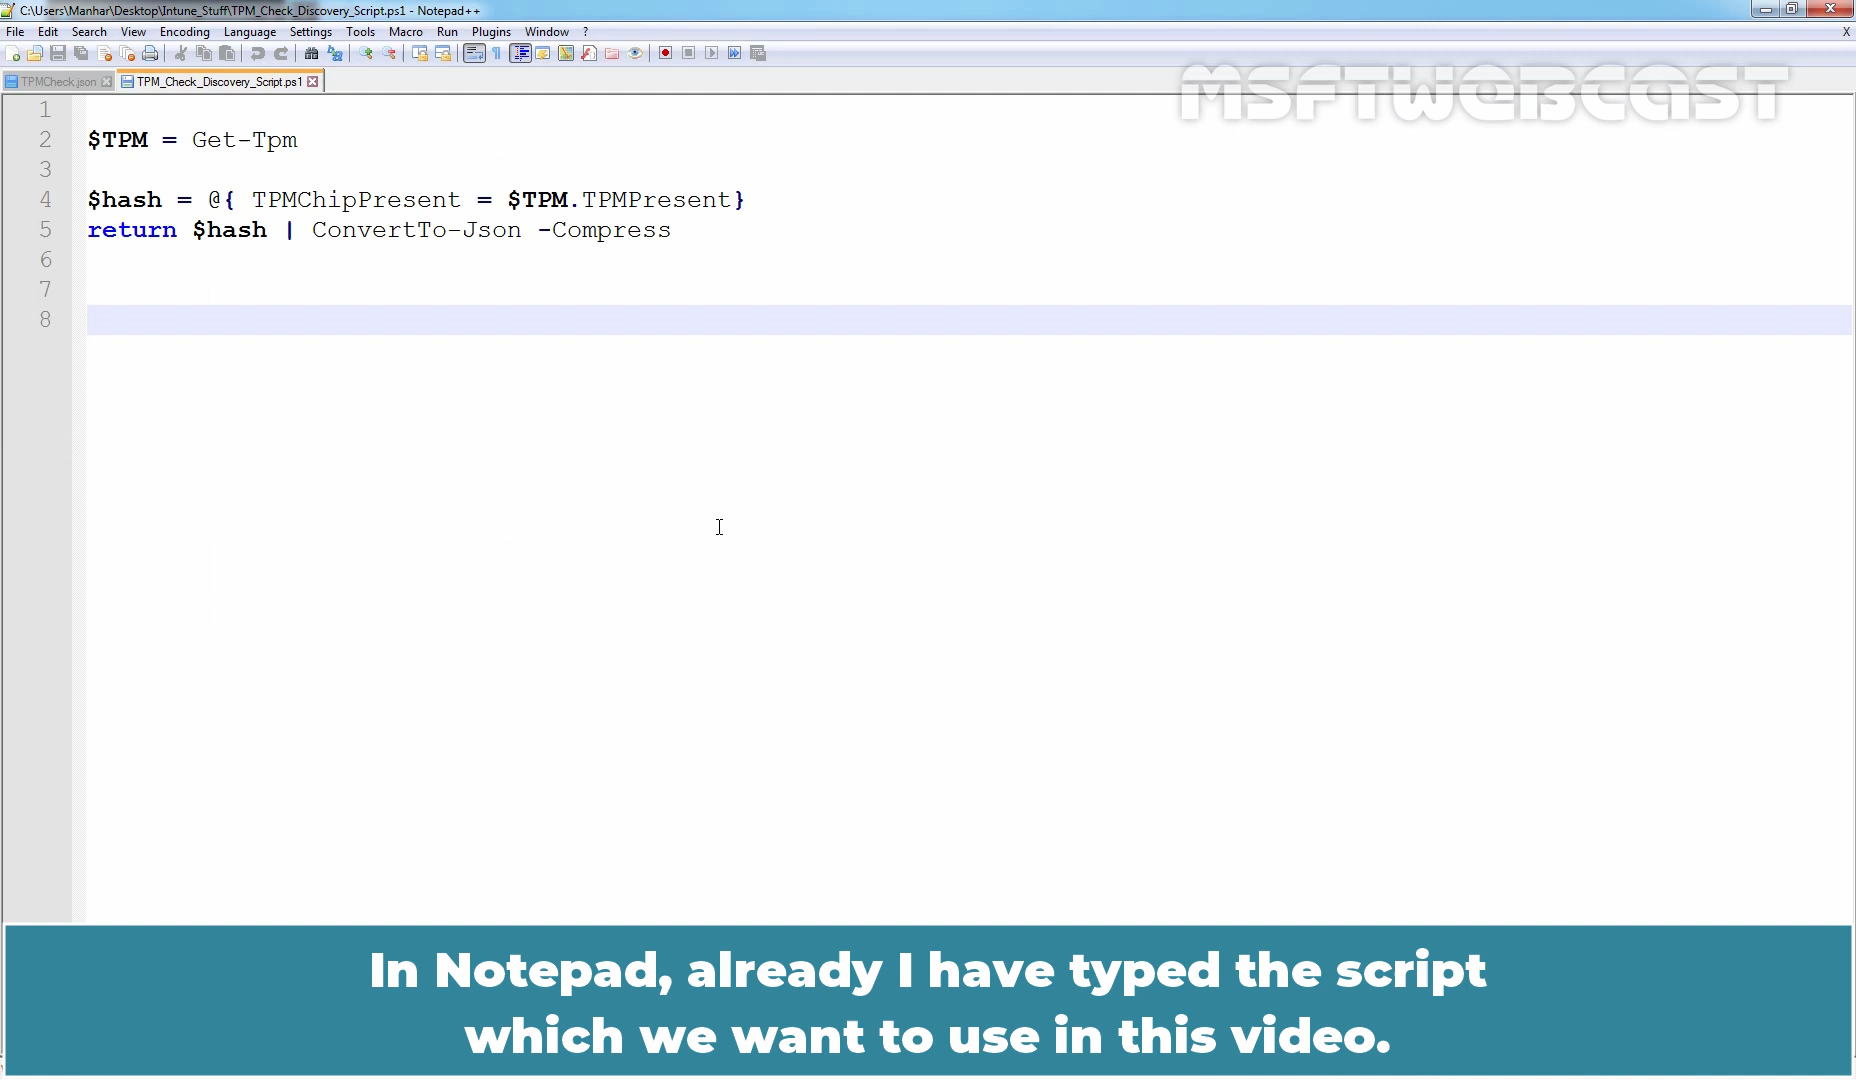 C:\Users\Manhar\Desktop\Intune_Stuff\TPM_Check_Discovery_Script.ps1 - Notepad++
File Edit Search View Encoding Language Settings Tools Macro Run Plugins Window ? X
TPMCheck.json TPM_Check_Discovery_Script.ps1
MSFTWEBCAST
1
2 $TPM = Get-Tpm
3
4 $hash = @{ TPMChipPresent = $TPM.TPMPresent}
5 return $hash | ConvertTo-Json -Compress
6
7
8
In Notepad, already I have typed the script
which we want to use in this video.